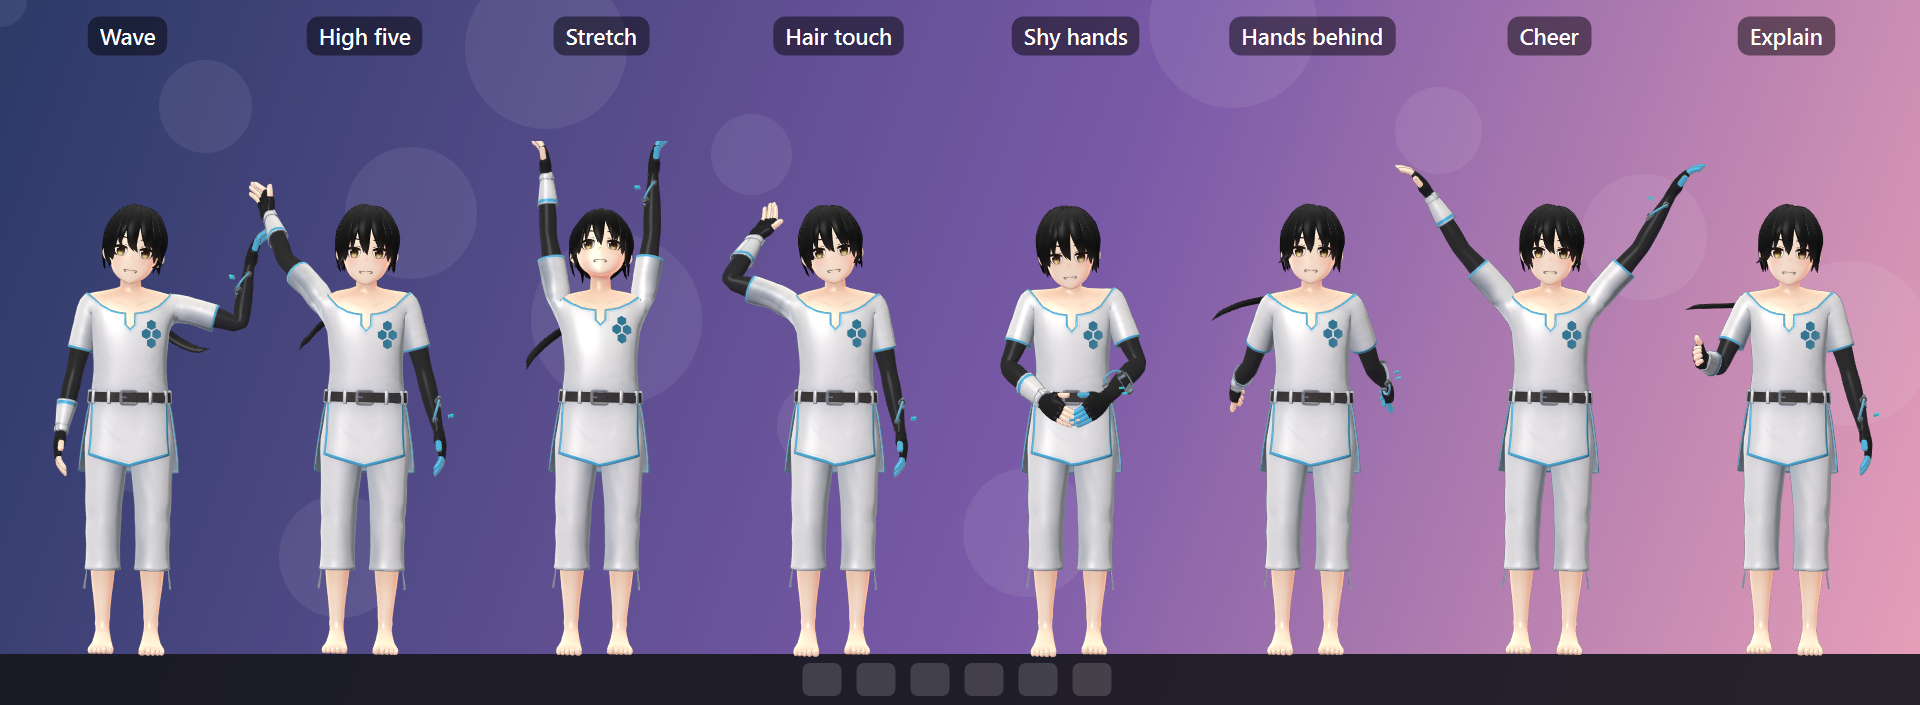 Wave
High five
Stretch
Hair touch
Shy hands
Hands behind
Cheer
Explain